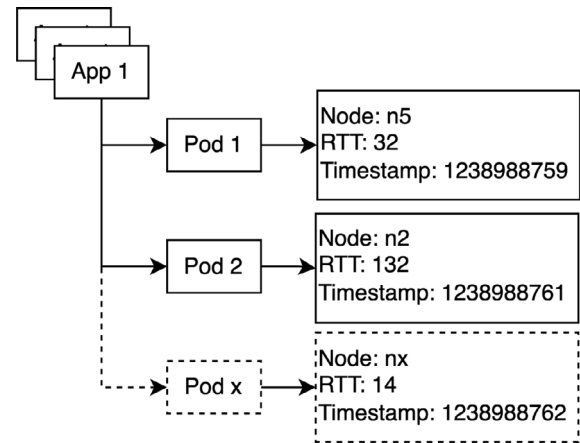 App 1
Pod 1
Node: n5
RTT: 32
Timestamp: 1238988759
Pod 2
Node: n2
RTT: 132
Timestamp: 1238988761
Pod x
Node: nx
RTT: 14
Timestamp: 1238988762